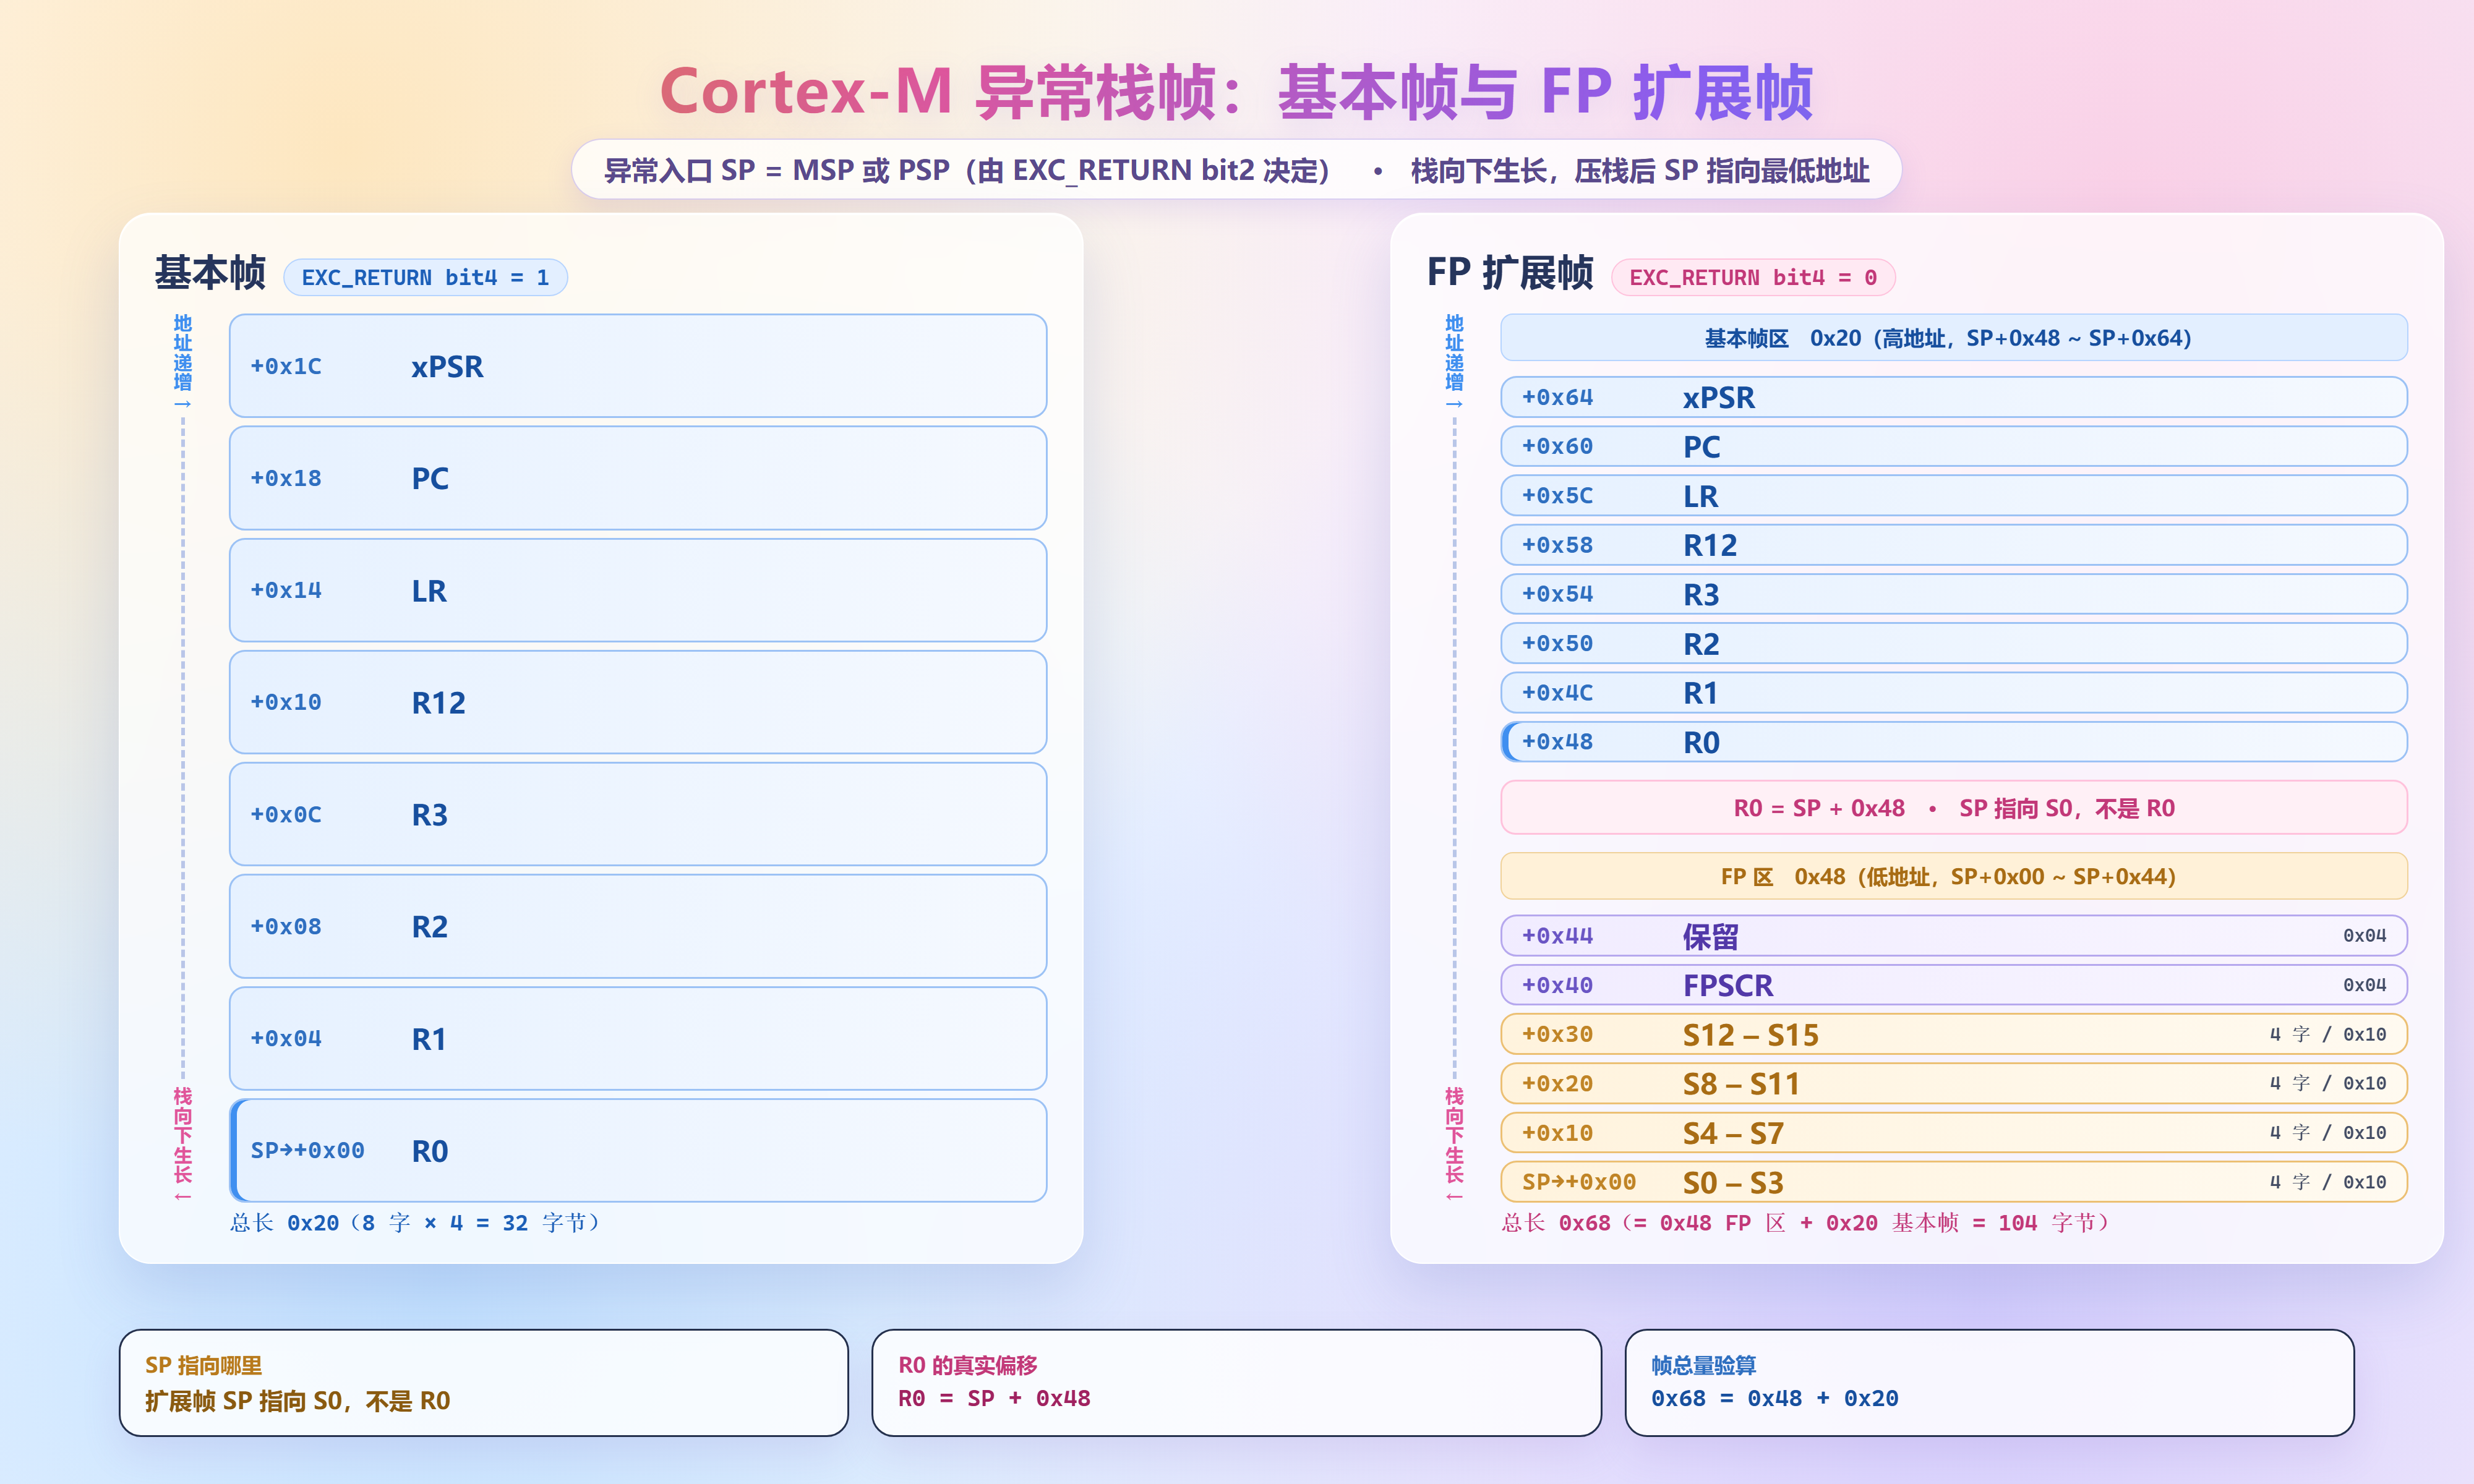 Cortex-M 异常栈帧：基本帧与 FP 扩展帧
异常入口 SP = MSP 或 PSP（由 EXC_RETURN bit2 决定） • 栈向下生长，压栈后 SP 指向最低地址
基本帧 EXC_RETURN bit4 = 1
地址递增→
+0x1C xPSR
+0x18 PC
+0x14 LR
+0x10 R12
+0x0C R3
+0x08 R2
+0x04 R1
SP→+0x00 R0
栈向下生长←
总长 0x20（8 字 × 4 = 32 字节）
FP 扩展帧 EXC_RETURN bit4 = 0
地址递增→
基本帧区 0x20（高地址，SP+0x48 ~ SP+0x64）
+0x64 xPSR
+0x60 PC
+0x5C LR
+0x58 R12
+0x54 R3
+0x50 R2
+0x4C R1
+0x48 R0
R0 = SP + 0x48 • SP 指向 S0，不是 R0
FP 区 0x48（低地址，SP+0x00 ~ SP+0x44）
+0x44 保留 0x04
+0x40 FPSCR 0x04
+0x30 S12 – S15 4 字 / 0x10
+0x20 S8 – S11 4 字 / 0x10
+0x10 S4 – S7 4 字 / 0x10
SP→+0x00 S0 – S3 4 字 / 0x10
栈向下生长←
总长 0x68（= 0x48 FP 区 + 0x20 基本帧 = 104 字节）
SP 指向哪里
扩展帧 SP 指向 S0，不是 R0
R0 的真实偏移
R0 = SP + 0x48
帧总量验算
0x68 = 0x48 + 0x20